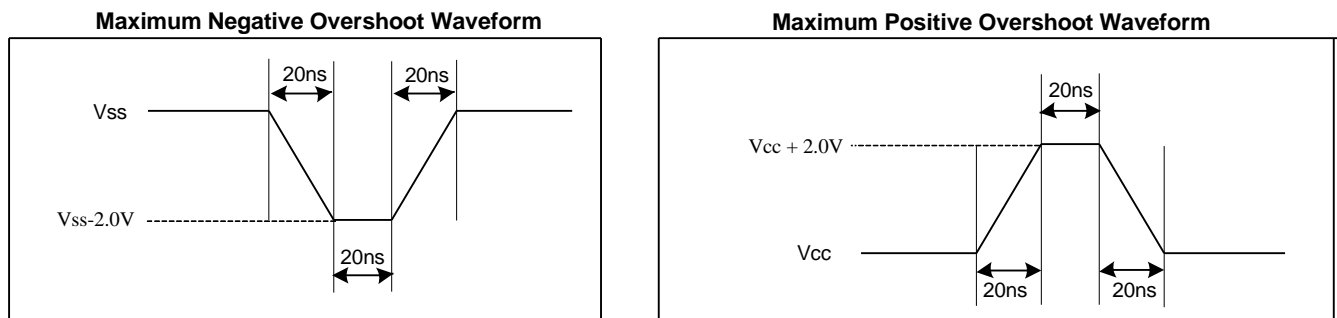 Maximum Negative Overshoot Waveform
20ns 20ns
Vss
Vss-2.0V
20ns
Maximum Positive Overshoot Waveform
20ns
Vcc + 2.0V
Vcc
20ns 20ns